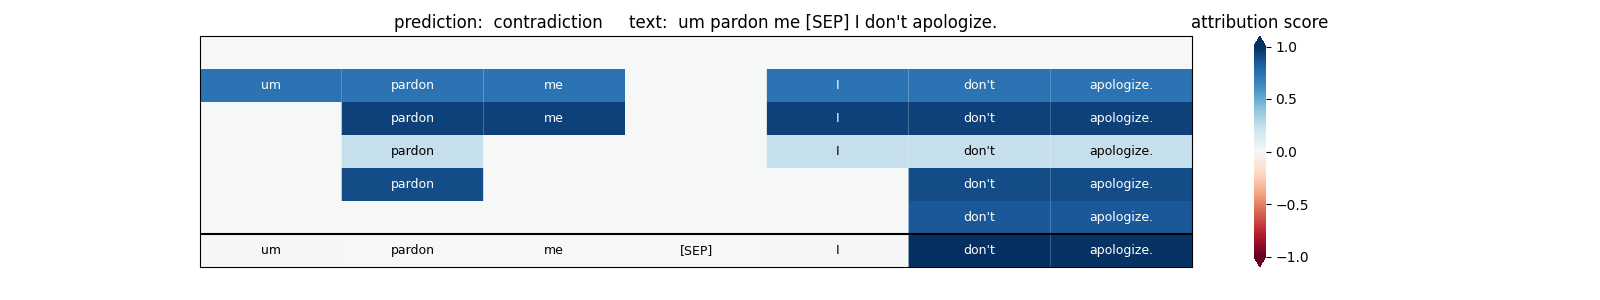 prediction:  contradiction     text:  um pardon me [SEP] I don't apologize.     attribution score
um pardon me I don't apologize.
pardon me I don't apologize.
pardon I don't apologize.
pardon don't apologize.
don't apologize.
um pardon me [SEP] I don't apologize.
1.0
0.5
0.0
−0.5
−1.0